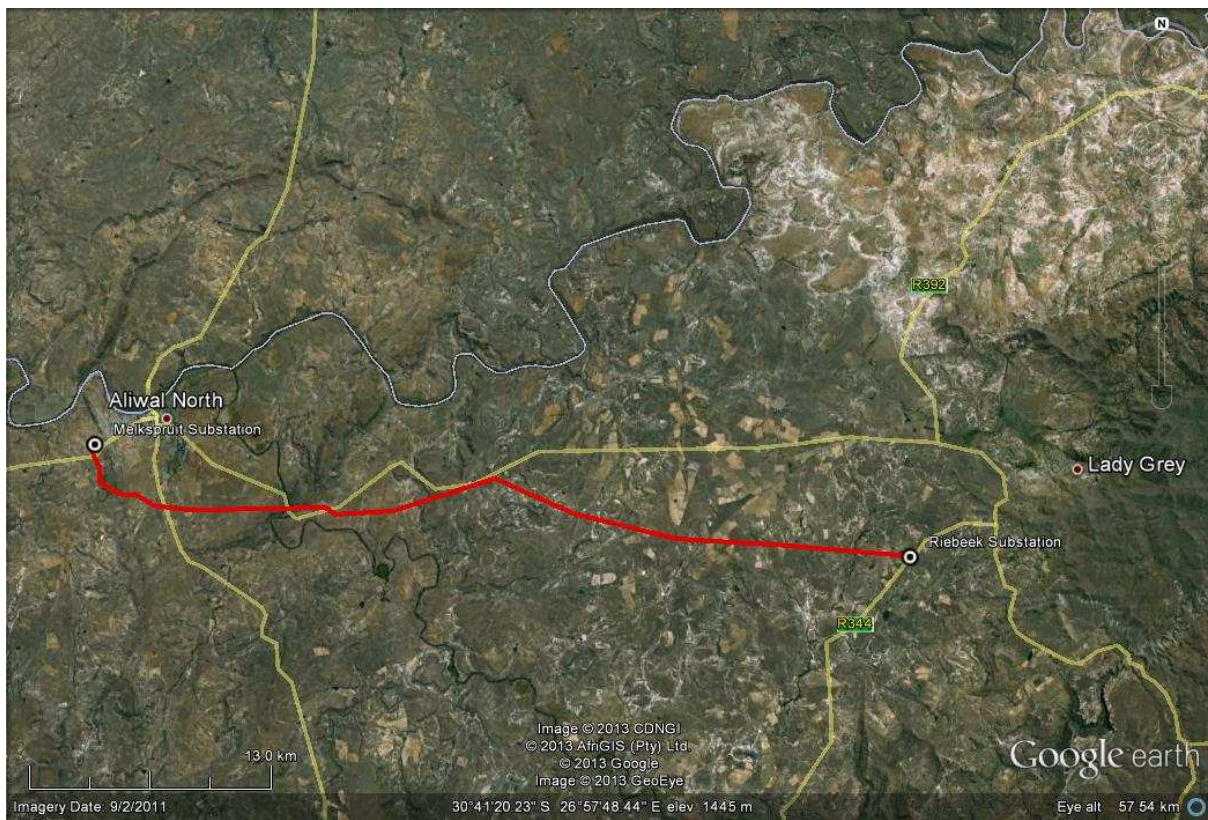 N
R392
Aliwal North
Melkspruit Substation
Lady Grey
Riebeek Substation
R344
Image © 2013 CDNGI
© 2013 AfriGIS (Pty) Ltd.
© 2013 Google
Image © 2013 GeoEye
13.0 km
Google earth
Imagery Date: 9/2/2011
30°41'20 23" S 26°57'48 44" E elev 1445 m
Eye alt 57.54 km